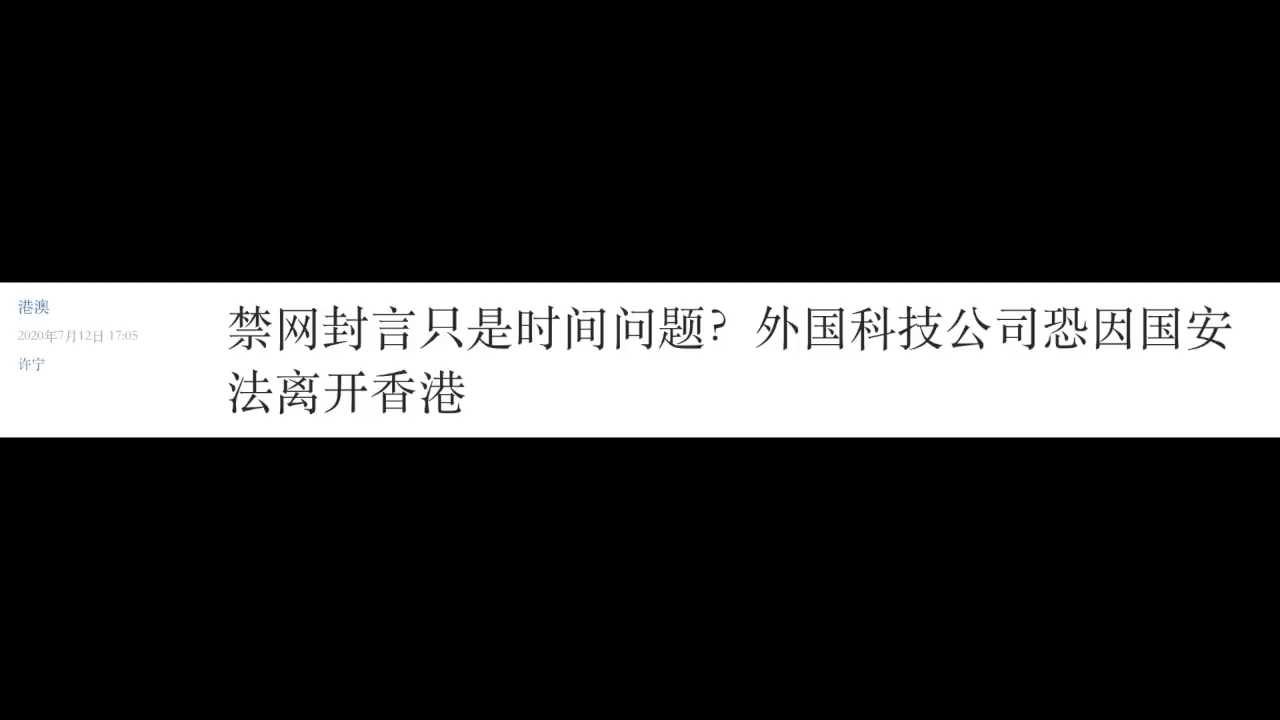 港澳
2020年7月12日 17:05
许宁
禁网封言只是时间问题？外国科技公司恐因国安
法离开香港